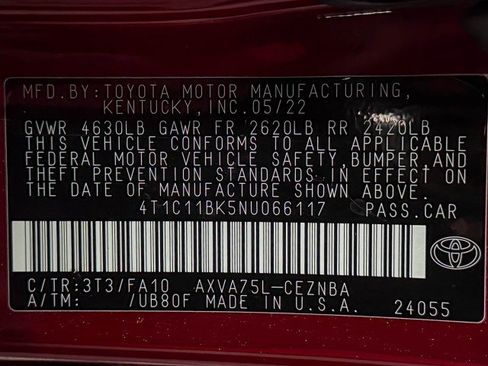 MFD.BY:TOYOTA MOTOR MANUFACTURING,
KENTUCKY, INC.05/22
GVWR 4630LB GAWR FR 2620LB RR 2420LB
THIS VEHICLE CONFORMS TO ALL APPLICABLE
FEDERAL MOTOR VEHICLE SAFETY,BUMPER,AND
THEFT PREVENTION STANDARDS IN EFFECT ON
THE DATE OF MANUFACTURE SHOWN ABOVE.
4T1C11BK5NU066117 PASS.CAR
C/TR:3T3/FA10 AXVA75L-CEZNBA
A/TM: /UB80F MADE IN U.S.A. 24055